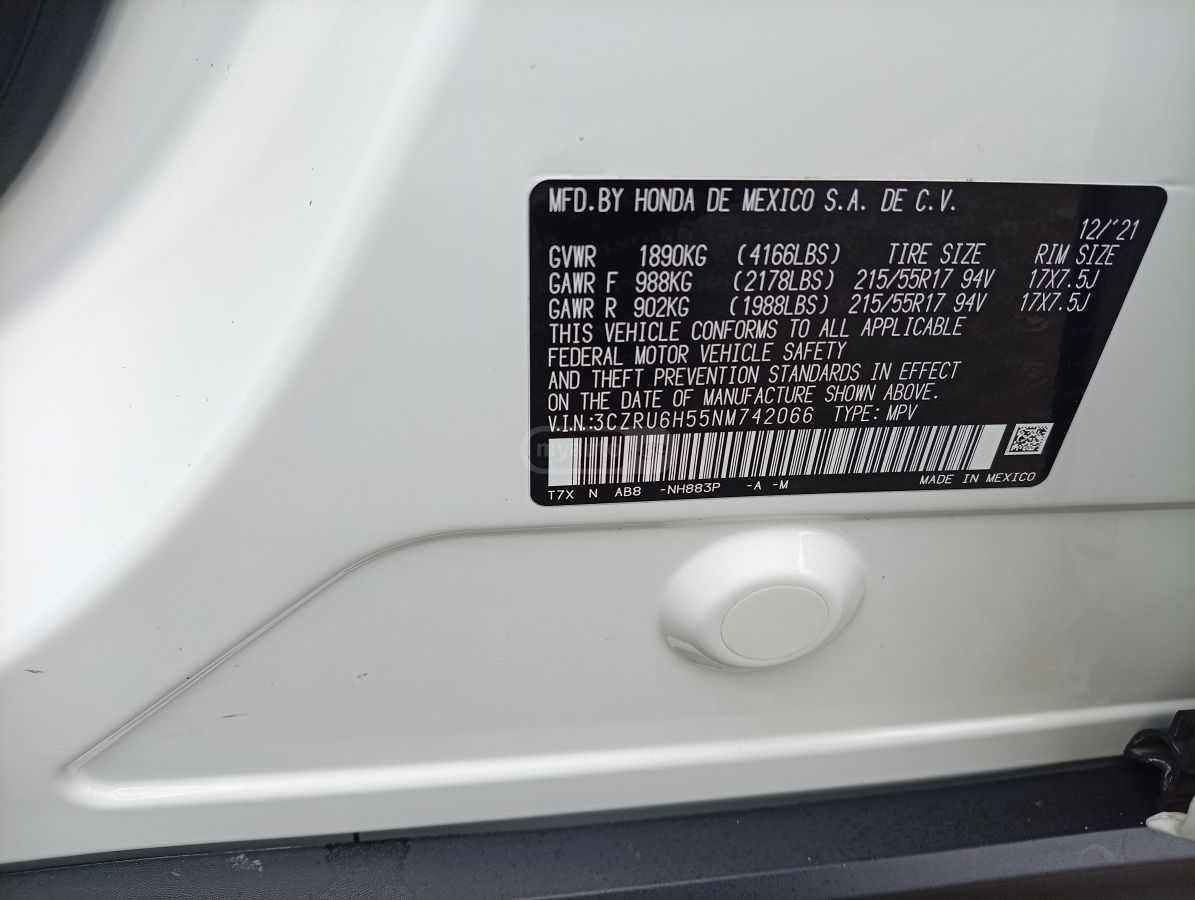 MFD.BY HONDA DE MEXICO S.A. DE C.V.
12/'21
GVWR 1890KG (4166LBS) TIRE SIZE RIM SIZE
GAWR F 988KG (2178LBS) 215/55R17 94V 17X7.5J
GAWR R 902KG (1988LBS) 215/55R17 94V 17X7.5J
THIS VEHICLE CONFORMS TO ALL APPLICABLE
FEDERAL MOTOR VEHICLE SAFETY
AND THEFT PREVENTION STANDARDS IN EFFECT
ON THE DATE OF MANUFACTURE SHOWN ABOVE.
V.I.N.:3CZRU6H55NM742066 TYPE: MPV
T7X N AB8 -NH883P -A -M MADE IN MEXICO